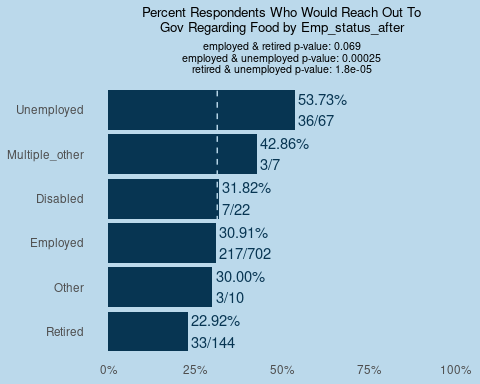 Percent Respondents Who Would Reach Out To
Gov Regarding Food by Emp_status_after
employed & retired p-value: 0.069
employed & unemployed p-value: 0.00025
retired & unemployed p-value: 1.8e-05
Unemployed
53.73%
36/67
Multiple_other
42.86%
3/7
Disabled
31.82%
7/22
Employed
30.91%
217/702
Other
30.00%
3/10
Retired
22.92%
33/144
0% 25% 50% 75% 100%